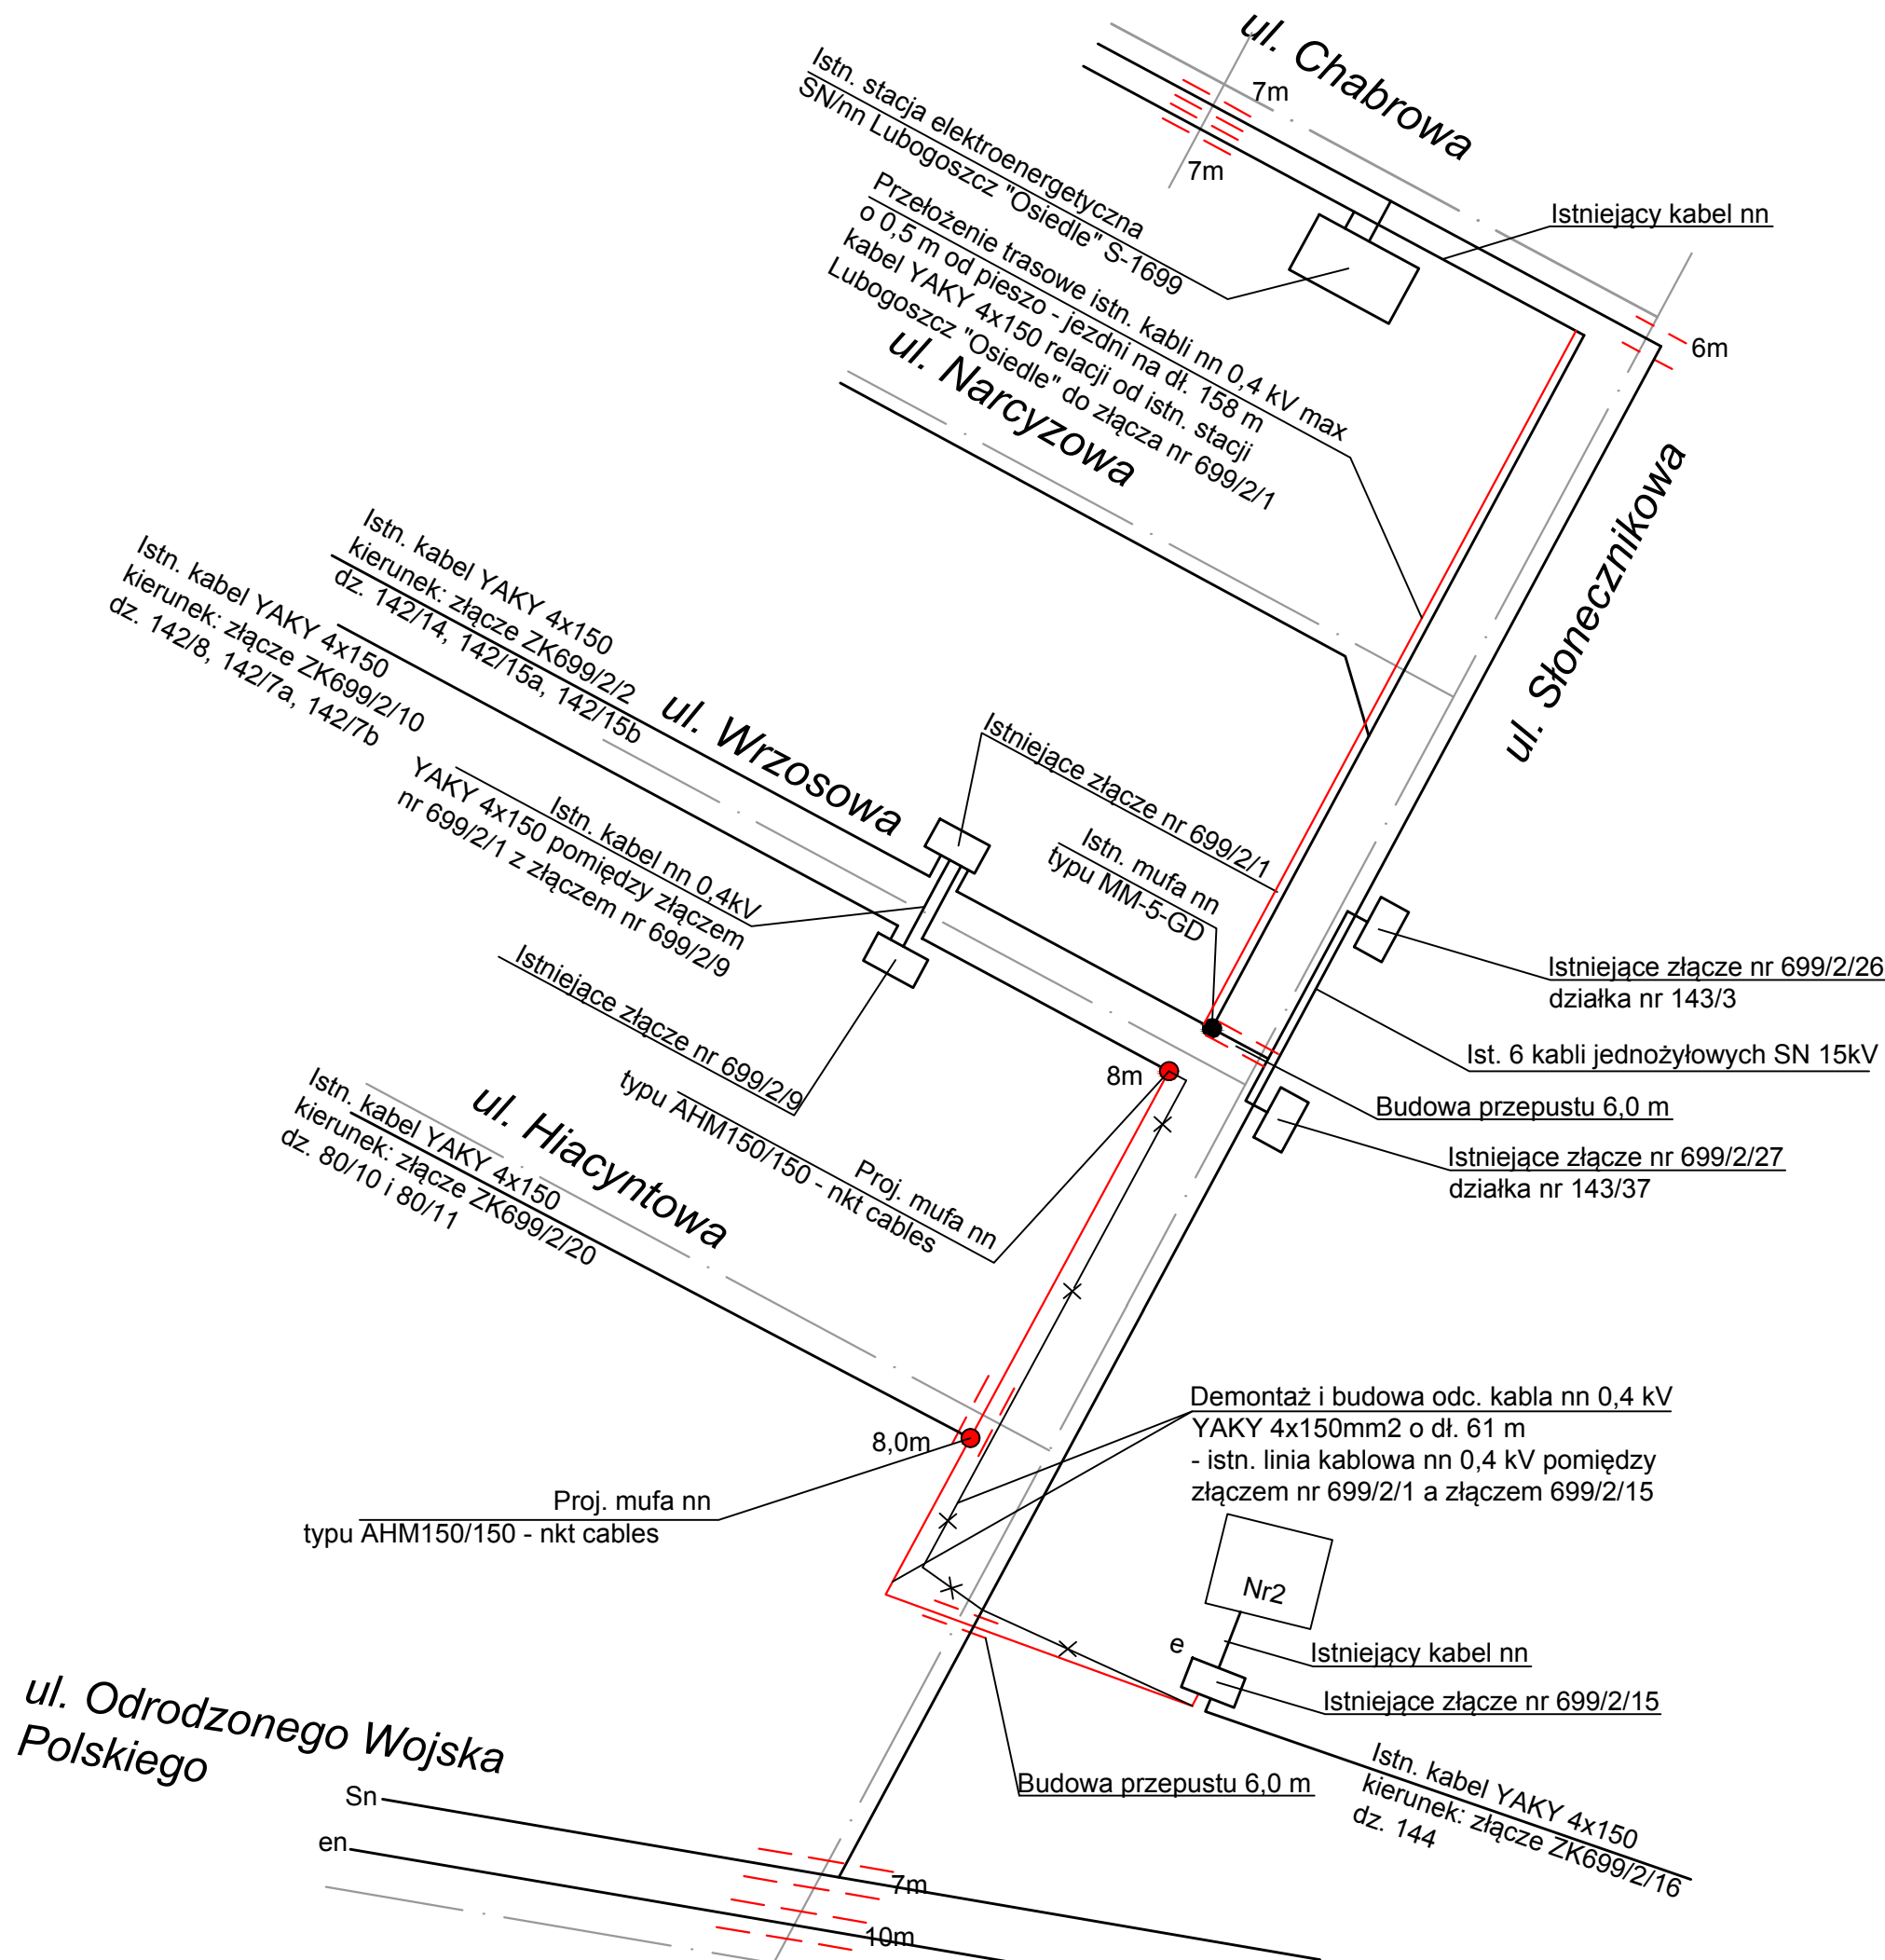 ul. Chabrowa
7m
7m
Istn. stacja elektroenergetyczna
SN/nn Lubogoszcz "Osiedle" S-1699
Przełożenie trasowe istn. kabli nn 0,4 kV max
o 0,5 m od pieszo - jezdni na dł. 158 m
kabel YAKY 4x150 relacji od istn. stacji
Lubogoszcz "Osiedle" do złącza nr 699/2/1
Istniejący kabel nn
6m
ul. Narcyzowa
ul. Słonecznikowa
Istn. kabel YAKY 4x150
kierunek: złącze ZK699/2/2
dz. 142/14, 142/15a, 142/15b
Istn. kabel YAKY 4x150
kierunek: złącze ZK699/2/10
dz. 142/8, 142/7a, 142/7b
ul. Wrzosowa
Istniejące złącze nr 699/2/1
Istn. mufa nn
typu MM-5-GD
Istn. kabel nn 0,4kV
YAKY 4x150 pomiędzy złączem
nr 699/2/1 z złączem nr 699/2/9
Istniejące złącze nr 699/2/9
Istniejące złącze nr 699/2/26
działka nr 143/3
Ist. 6 kabli jednożyłowych SN 15kV
8m
Budowa przepustu 6,0 m
Istniejące złącze nr 699/2/27
działka nr 143/37
Proj. mufa nn
typu AHM150/150 - nkt cables
ul. Hiacyntowa
Istn. kabel YAKY 4x150
kierunek: złącze ZK699/2/20
dz. 80/10 i 80/11
Demontaż i budowa odc. kabla nn 0,4 kV
YAKY 4x150mm2 o dł. 61 m
- istn. linia kablowa nn 0,4 kV pomiędzy
złączem nr 699/2/1 a złączem 699/2/15
8,0m
Proj. mufa nn
typu AHM150/150 - nkt cables
Nr2
e
Istniejący kabel nn
Istniejące złącze nr 699/2/15
ul. Odrodzonego Wojska
Polskiego
Budowa przepustu 6,0 m
Istn. kabel YAKY 4x150
kierunek: złącze ZK699/2/16
dz. 144
Sn
en
7m
10m